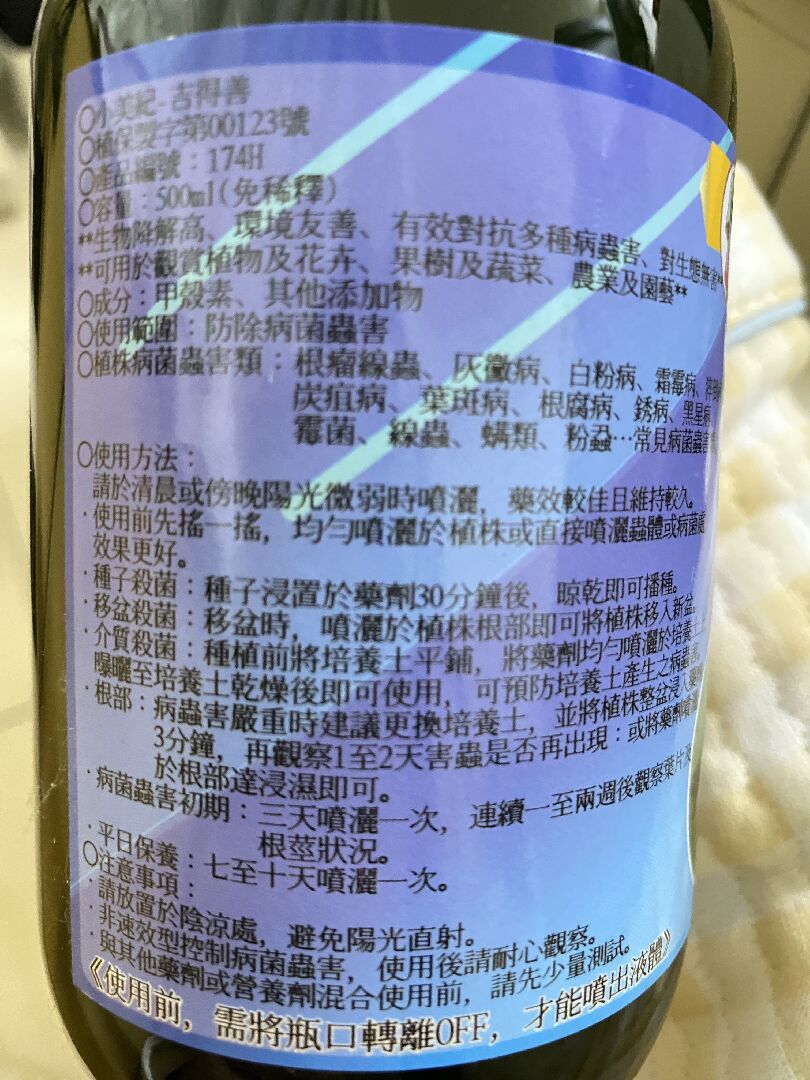 ○小美紀-吉得善
○植保雙字第00123號
○產品編號：174H
○容量：500ml(免稀釋)
**生物降解高、環境友善、有效對抗多種病蟲害、對生態無害**
**可用於觀賞植物及花卉、果樹及蔬菜、農業及園藝**
○成分：甲殼素、其他添加物
○使用範圍：防除病菌蟲害
○植株病菌蟲害類：根瘤線蟲、灰黴病、白粉病、霜霉病、
炭疽病、葉斑病、根腐病、銹病、黑星病
霉菌、線蟲、蟎類、粉蝨…常見病菌蟲害
○使用方法：
請於清晨或傍晚陽光微弱時噴灑，藥效較佳且維持較久。
·使用前先搖一搖，均勻噴灑於植株或直接噴灑蟲體或病菌處
效果更好。
·種子殺菌：種子浸置於藥劑30分鐘後，晾乾即可播種。
·移盆殺菌：移盆時，噴灑於植株根部即可將植株移入新盆。
·介質殺菌：種植前將培養土平鋪，將藥劑均勻噴灑於培養土上
曝曬至培養土乾燥後即可使用，可預防培養土產生之病蟲害。
·根部：病蟲害嚴重時建議更換培養土，並將植株整盆浸入藥劑
3分鐘，再觀察1至2天害蟲是否再出現：或將藥劑噴灑
於根部達浸濕即可。
·病菌蟲害初期：三天噴灑一次，連續一至兩週後觀察葉片及
根莖狀況。
·平日保養：七至十天噴灑一次。
○注意事項：
·請放置於陰涼處，避免陽光直射。
·非速效型控制病菌蟲害，使用後請耐心觀察。
·與其他藥劑或營養劑混合使用前，請先少量測試。
《使用前，需將瓶口轉離OFF，才能噴出液體》